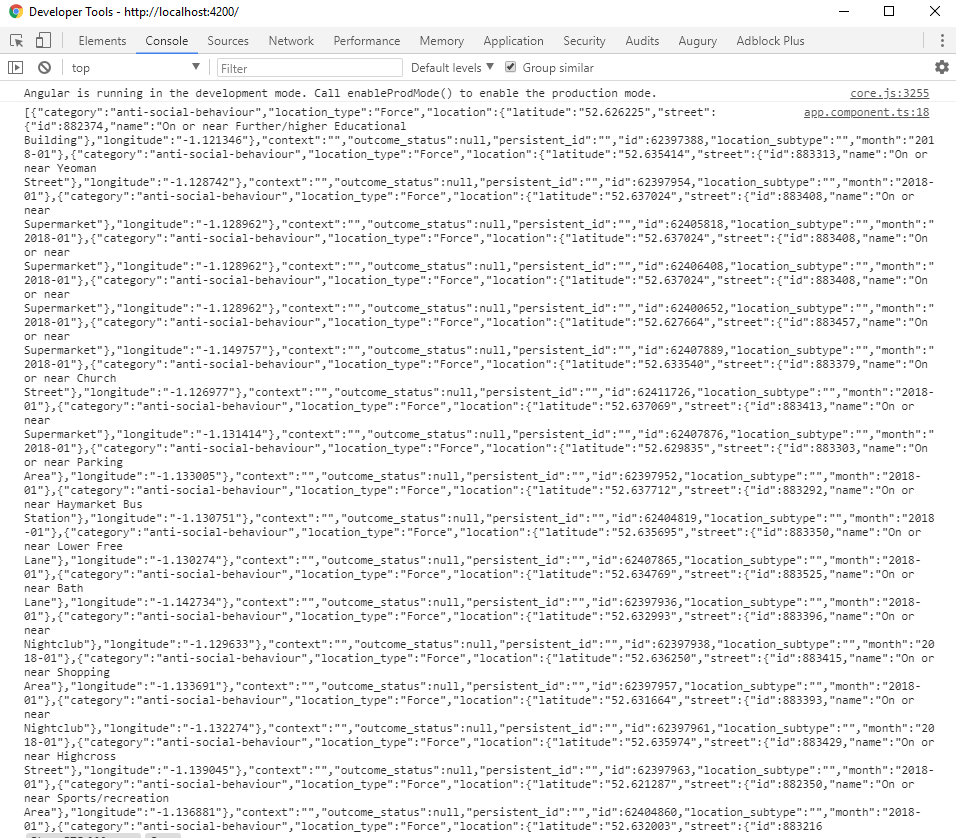 Developer Tools - http://localhost:4200/
Elements Console Sources Network Performance Memory Application Security Audits Augury Adblock Plus
top Filter Default levels Group similar
Angular is running in the development mode. Call enableProdMode() to enable the production mode. core.js:3255
[{"category":"anti-social-behaviour","location_type":"Force","location":{"latitude":"52.626225","street": app.component.ts:18
{"id":882374,"name":"On or near Further/higher Educational
Building"},"longitude":"-1.121346"},"context":"","outcome_status":null,"persistent_id":"","id":62397388,"location_subtype":"","month":"201
8-01"},{"category":"anti-social-behaviour","location_type":"Force","location":{"latitude":"52.635414","street":{"id":883313,"name":"On or
near Yeoman
Street"},"longitude":"-1.128742"},"context":"","outcome_status":null,"persistent_id":"","id":62397954,"location_subtype":"","month":"2018-
01"},{"category":"anti-social-behaviour","location_type":"Force","location":{"latitude":"52.637024","street":{"id":883408,"name":"On or
near
Supermarket"},"longitude":"-1.128962"},"context":"","outcome_status":null,"persistent_id":"","id":62405818,"location_subtype":"","month":"
2018-01"},{"category":"anti-social-behaviour","location_type":"Force","location":{"latitude":"52.637024","street":{"id":883408,"name":"On
or near
Supermarket"},"longitude":"-1.128962"},"context":"","outcome_status":null,"persistent_id":"","id":62406408,"location_subtype":"","month":"
2018-01"},{"category":"anti-social-behaviour","location_type":"Force","location":{"latitude":"52.637024","street":{"id":883408,"name":"On
or near
Supermarket"},"longitude":"-1.128962"},"context":"","outcome_status":null,"persistent_id":"","id":62400652,"location_subtype":"","month":"
2018-01"},{"category":"anti-social-behaviour","location_type":"Force","location":{"latitude":"52.627664","street":{"id":883457,"name":"On
or near
Supermarket"},"longitude":"-1.149757"},"context":"","outcome_status":null,"persistent_id":"","id":62407889,"location_subtype":"","month":"
2018-01"},{"category":"anti-social-behaviour","location_type":"Force","location":{"latitude":"52.633540","street":{"id":883379,"name":"On
or near Church
Street"},"longitude":"-1.126977"},"context":"","outcome_status":null,"persistent_id":"","id":62411726,"location_subtype":"","month":"2018-
01"},{"category":"anti-social-behaviour","location_type":"Force","location":{"latitude":"52.637069","street":{"id":883413,"name":"On or
near
Supermarket"},"longitude":"-1.131414"},"context":"","outcome_status":null,"persistent_id":"","id":62407876,"location_subtype":"","month":"
2018-01"},{"category":"anti-social-behaviour","location_type":"Force","location":{"latitude":"52.629835","street":{"id":883303,"name":"On
or near Parking
Area"},"longitude":"-1.133005"},"context":"","outcome_status":null,"persistent_id":"","id":62397952,"location_subtype":"","month":"2018-
01"},{"category":"anti-social-behaviour","location_type":"Force","location":{"latitude":"52.637712","street":{"id":883292,"name":"On or
near Haymarket Bus
Station"},"longitude":"-1.130751"},"context":"","outcome_status":null,"persistent_id":"","id":62404819,"location_subtype":"","month":"2018
-01"},{"category":"anti-social-behaviour","location_type":"Force","location":{"latitude":"52.635695","street":{"id":883350,"name":"On or
near Lower Free
Lane"},"longitude":"-1.130274"},"context":"","outcome_status":null,"persistent_id":"","id":62407865,"location_subtype":"","month":"2018-
01"},{"category":"anti-social-behaviour","location_type":"Force","location":{"latitude":"52.634769","street":{"id":883525,"name":"On or
near Bath
Lane"},"longitude":"-1.142734"},"context":"","outcome_status":null,"persistent_id":"","id":62397936,"location_subtype":"","month":"2018-
01"},{"category":"anti-social-behaviour","location_type":"Force","location":{"latitude":"52.632993","street":{"id":883396,"name":"On or
near
Nightclub"},"longitude":"-1.129633"},"context":"","outcome_status":null,"persistent_id":"","id":62397938,"location_subtype":"","month":"20
18-01"},{"category":"anti-social-behaviour","location_type":"Force","location":{"latitude":"52.636250","street":{"id":883415,"name":"On or
near Shopping
Area"},"longitude":"-1.133691"},"context":"","outcome_status":null,"persistent_id":"","id":62397957,"location_subtype":"","month":"2018-
01"},{"category":"anti-social-behaviour","location_type":"Force","location":{"latitude":"52.631664","street":{"id":883393,"name":"On or
near
Nightclub"},"longitude":"-1.132274"},"context":"","outcome_status":null,"persistent_id":"","id":62397961,"location_subtype":"","month":"20
18-01"},{"category":"anti-social-behaviour","location_type":"Force","location":{"latitude":"52.635974","street":{"id":883429,"name":"On or
near Highcross
Street"},"longitude":"-1.139045"},"context":"","outcome_status":null,"persistent_id":"","id":62397963,"location_subtype":"","month":"2018-
01"},{"category":"anti-social-behaviour","location_type":"Force","location":{"latitude":"52.621287","street":{"id":882350,"name":"On or
near Sports/recreation
Area"},"longitude":"-1.136881"},"context":"","outcome_status":null,"persistent_id":"","id":62404860,"location_subtype":"","month":"2018-
01"},{"category":"anti-social-behaviour","location_type":"Force","location":{"latitude":"52.632003","street":{"id":883216